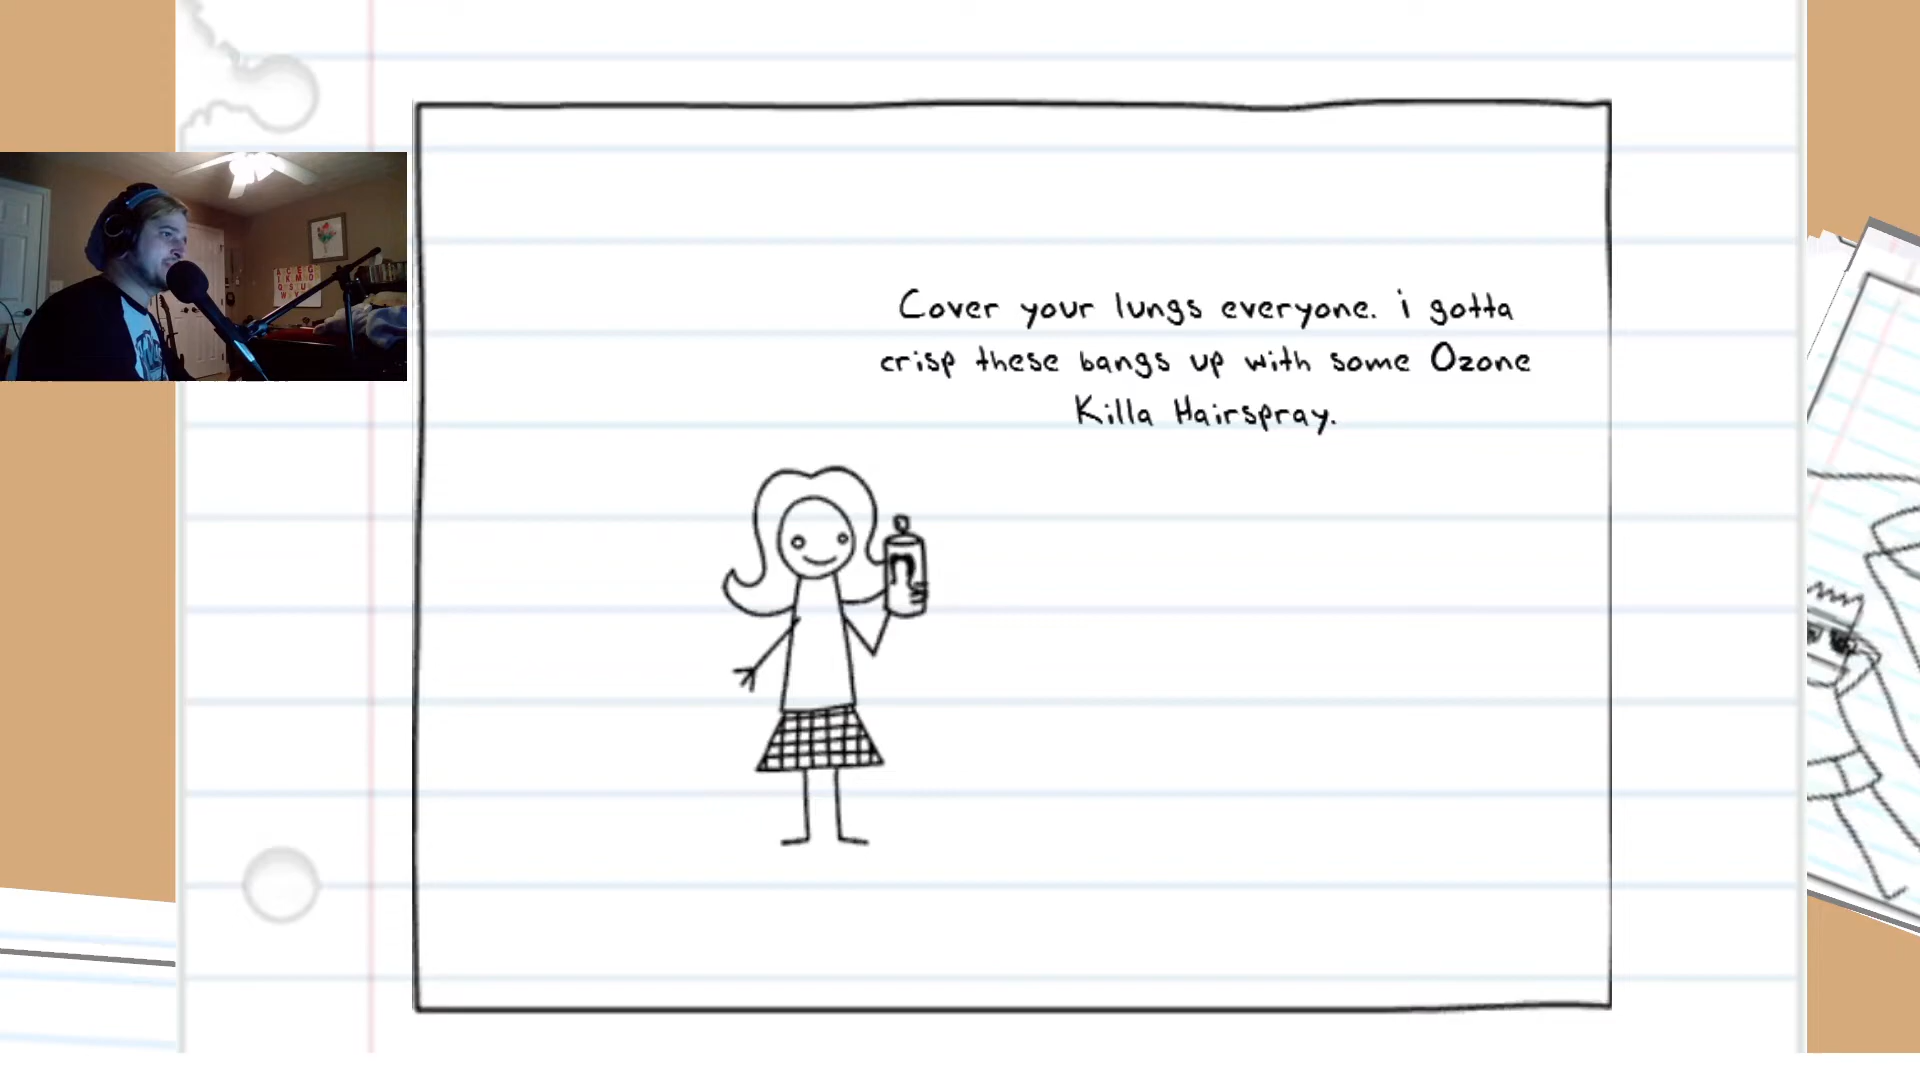 Cover your lungs everyone. i gotta
crisp these bangs up with some Ozone
Killa Hairspray.
A C E G
I K M O
Q S U
W Y